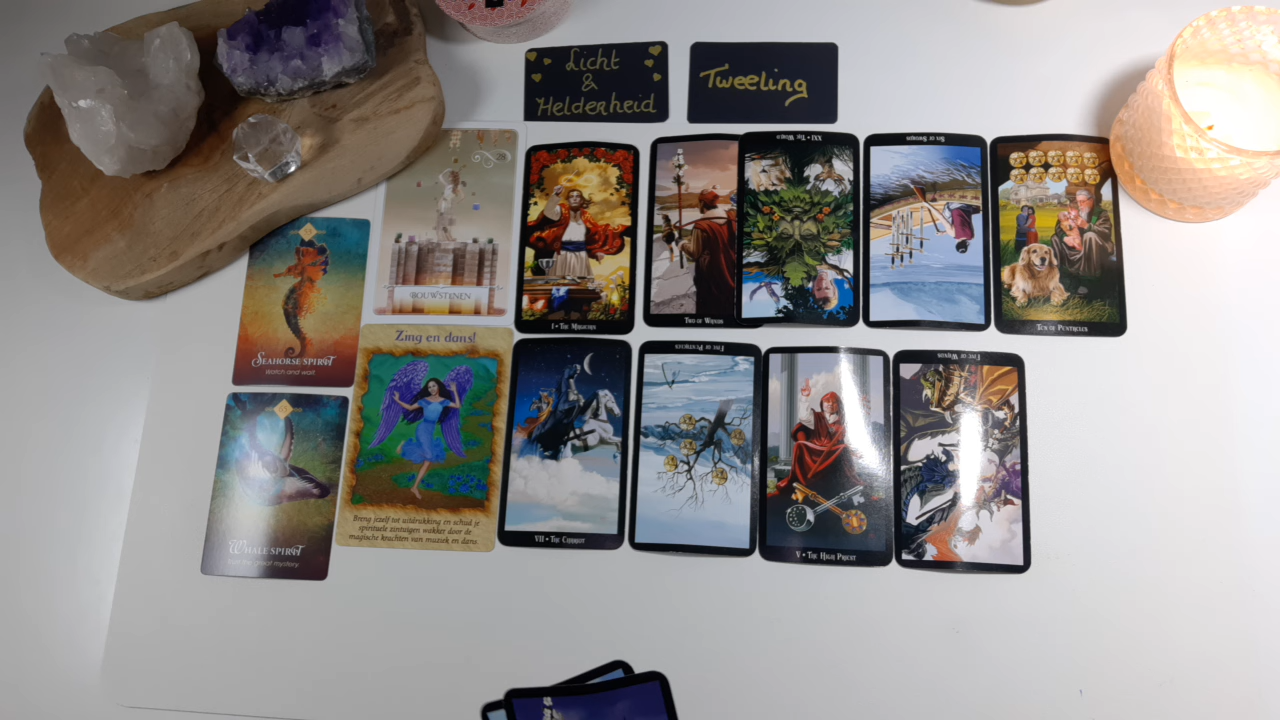 Licht
&
Helderheid
Tweeling
28
BOUWSTENEN
I • The Magician
Two of Wands
XXI • The World
Six of Swords
Ten of Pentacles
Seahorse Spirit
Watch and wait
Zing en dans!
Breng jezelf tot uitdrukking en schud je
spirituele zintuigen wakker door de
magische krachten van muziek en dans.
Whale Spirit
great mystery
VII • The Chariot
Five of Pentacles
V • The High Priest
Five of Wands